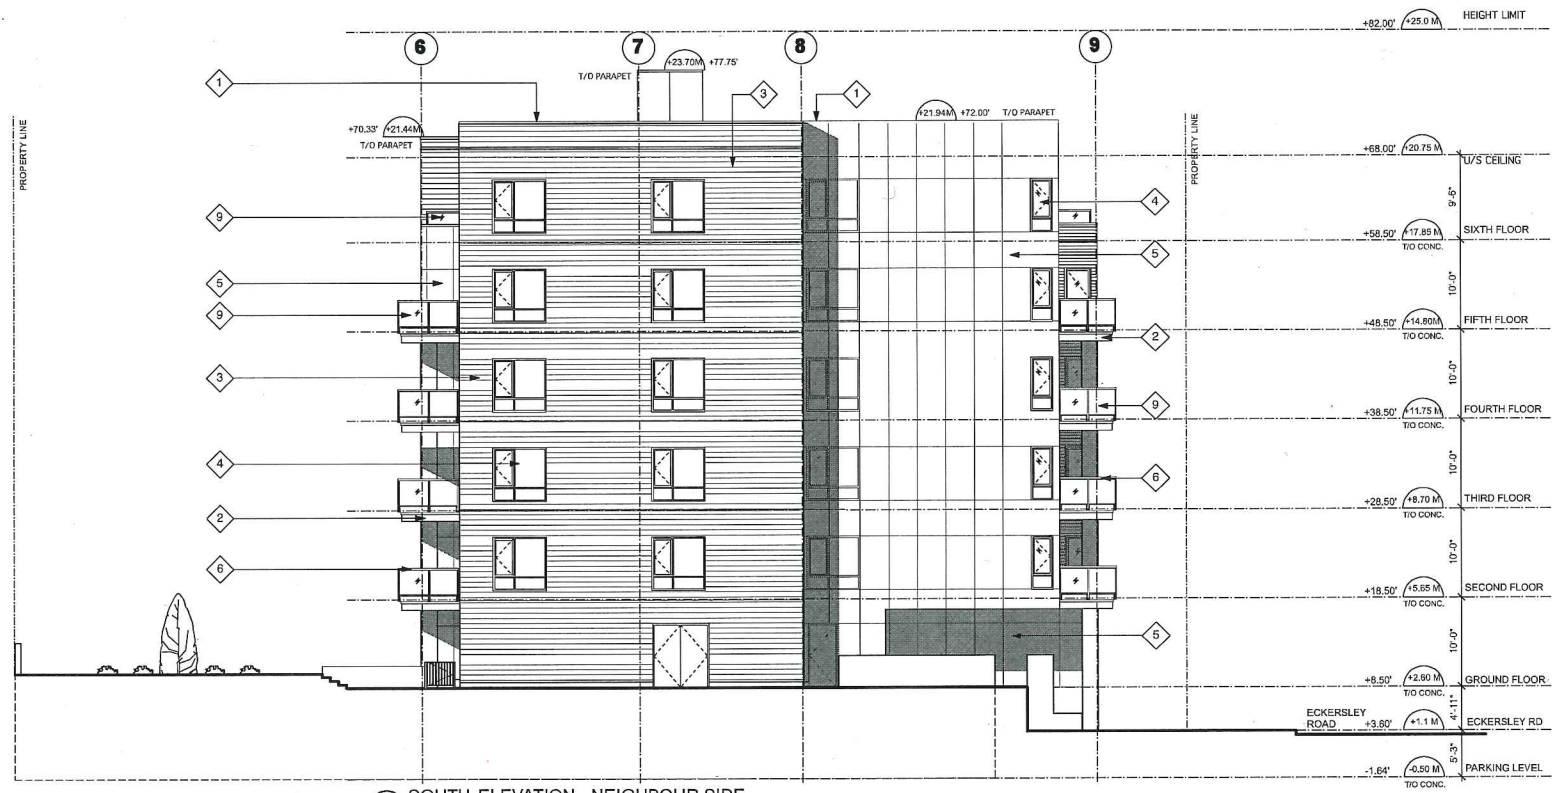 +82.00' +25.0 M HEIGHT LIMIT
6 7 8 9
+23.70M +77.75'
T/O PARAPET
1 3 1
+21.94M +72.00' T/O PARAPET
+70.33' +21.44M
T/O PARAPET
PROPERTY LINE
PROPERTY LINE
+68.00' +20.75 M
U/S CEILING
9'-6"
4
9
+58.50' +17.85 M SIXTH FLOOR
T/O CONC.
5
5
10'-0"
9
+48.50' +14.80M FIFTH FLOOR
T/O CONC.
2
3
10'-0"
9
+38.50' +11.75 M FOURTH FLOOR
T/O CONC.
4
10'-0"
6
+28.50' +8.70 M THIRD FLOOR
T/O CONC.
2
10'-0"
6
+18.50' +5.65 M SECOND FLOOR
T/O CONC.
5
10'-0"
+8.50' +2.60 M GROUND FLOOR
T/O CONC.
4'-11"
ECKERSLEY
ROAD +3.60' +1.1 M ECKERSLEY RD
5'-3"
-1.64' -0.50 M PARKING LEVEL
T/O CONC.
SOUTH ELEVATION - NEIGHBOUR SIDE